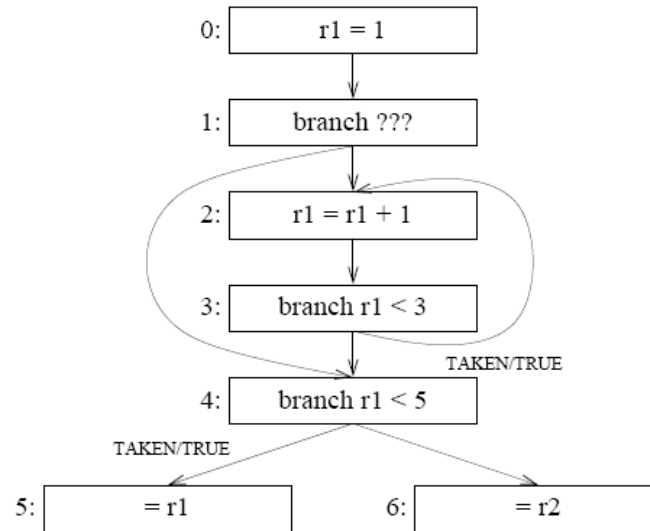 0: r1 = 1
1: branch ???
2: r1 = r1 + 1
3: branch r1 < 3
TAKEN/TRUE
4: branch r1 < 5
TAKEN/TRUE
5: = r1
6: = r2